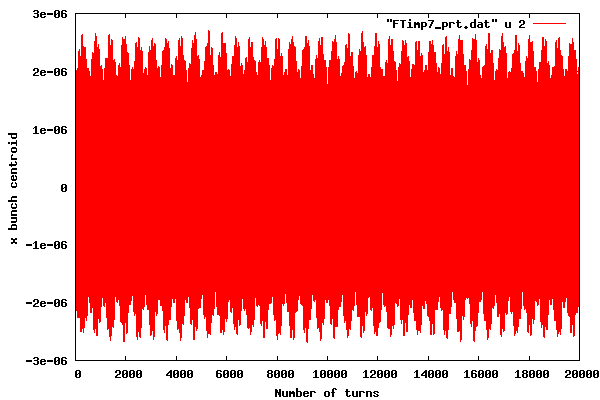 3e-06
"FTimp7_prt.dat" u 2
2e-06
1e-06
0
-1e-06
-2e-06
-3e-06
x bunch centroid
0 2000 4000 6000 8000 10000 12000 14000 16000 18000 20000
Number of turns